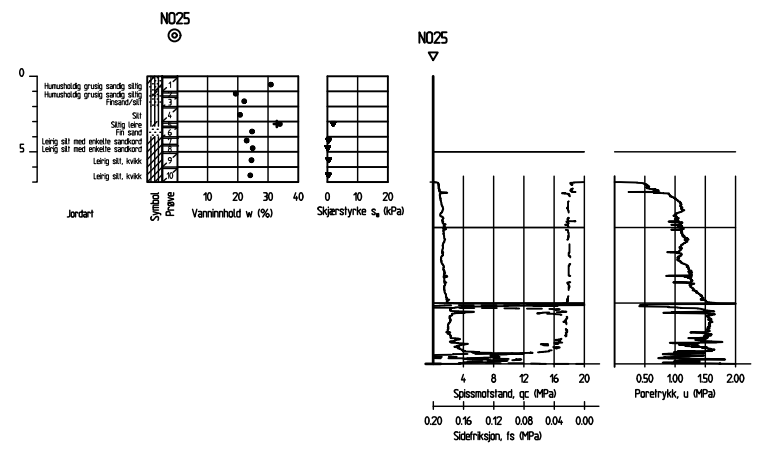 NO25
NO25
0
Humusholdig grusig sandig siltig
Humusholdig grusig sandig siltig
Finsand/silt
Silt
Siltig leire
Fin sand
Leirig silt med enkelte sandkorn
5
Leirig silt med enkelte sandkorn
Leirig silt, kvikk
Leirig silt, kvikk
1
3
4
6
8
9
10
Jordart
Symbol
Prøve
10 20 30 40
Vanninnhold w (%)
0 10 20
Skjærstyrke (kPa)
4 8 12 16 20
Spissmotstand, qc (MPa)
0.20 0.16 0.12 0.08 0.04 0.00
Sidefriksjon, fs (MPa)
0.50 1.00 1.50 2.00
Poretrykk, u (MPa)